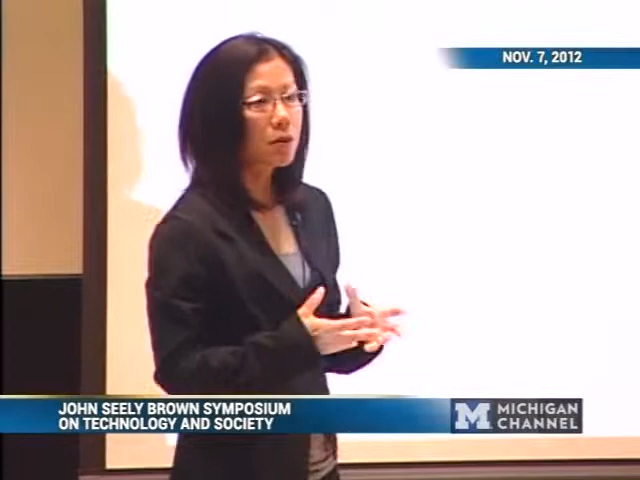 NOV. 7, 2012
JOHN SEELY BROWN SYMPOSIUM
ON TECHNOLOGY AND SOCIETY
M MICHIGAN
CHANNEL